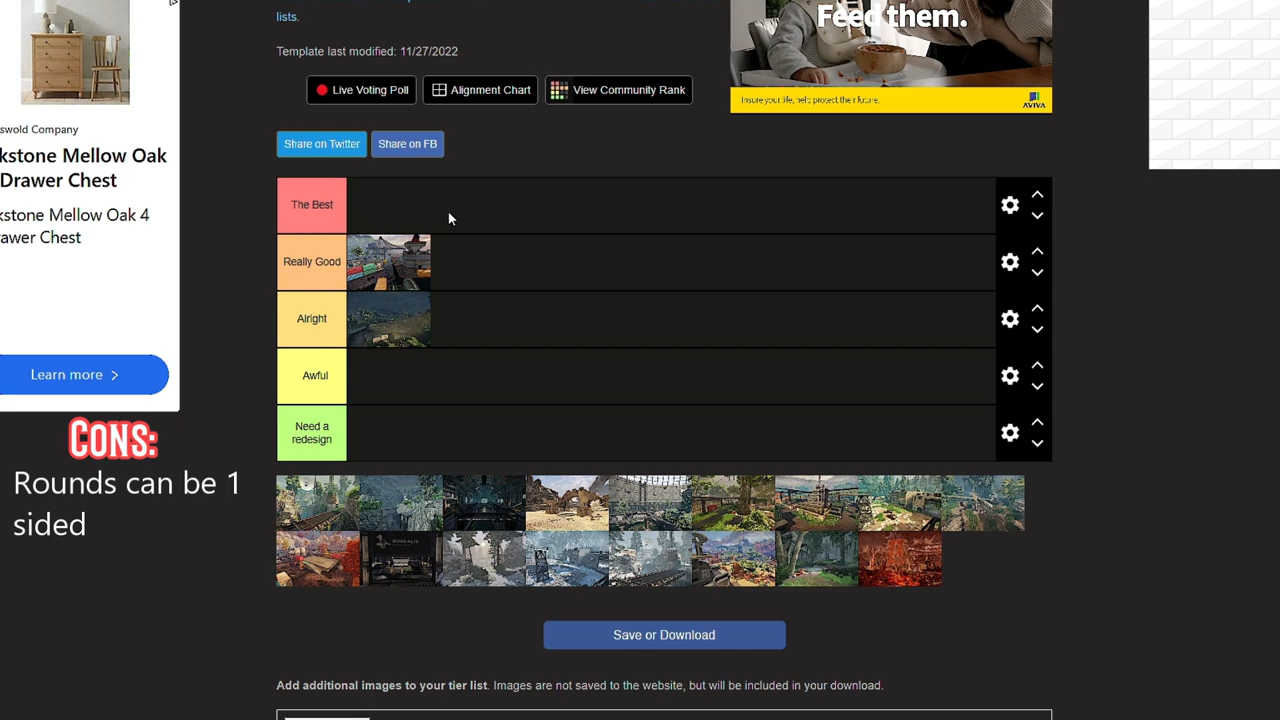 lists.
Feed them.
Template last modified: 11/27/2022
Live Voting Poll
Alignment Chart
View Community Rank
Insure your life, help protect their future.
AVIVA
swold Company
kstone Mellow Oak
Drawer Chest
kstone Mellow Oak 4
awer Chest
Learn more >
Share on Twitter
Share on FB
The Best
Really Good
Alright
Awful
Need a
redesign
CONS:
Rounds can be 1
sided
BOREALIS
Save or Download
Add additional images to your tier list. Images are not saved to the website, but will be included in your download.